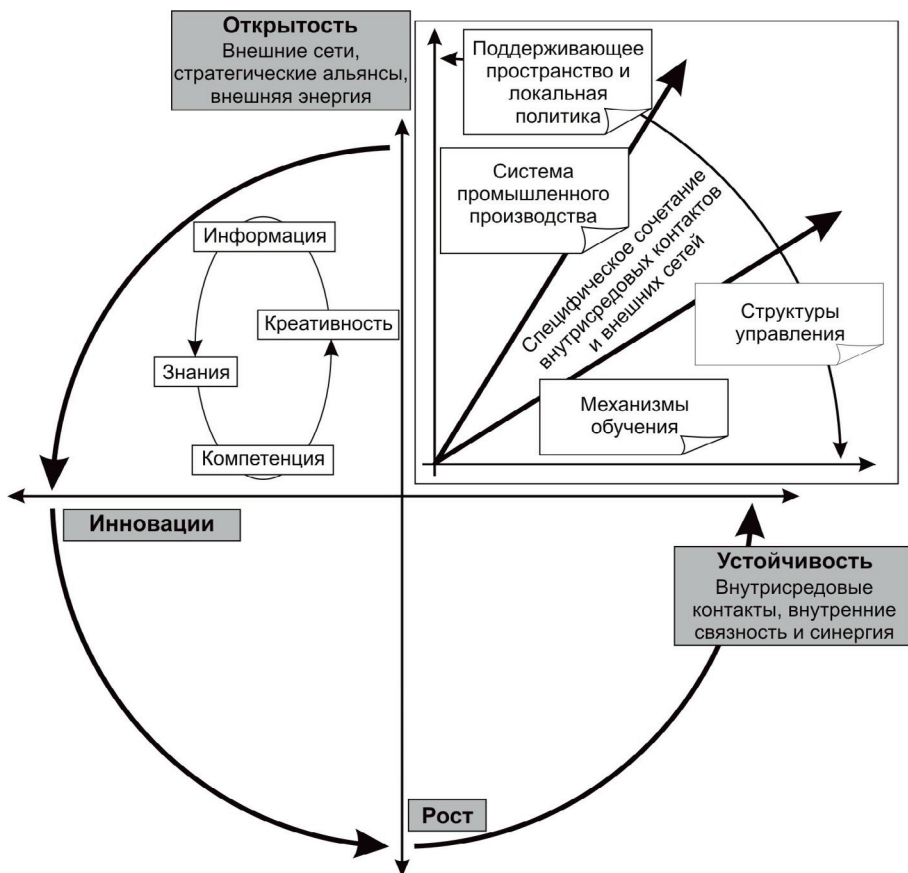 Открытость
Внешние сети,
стратегические альянсы,
внешняя энергия
Поддерживающее
пространство и
локальная
политика
Система
промышленного
производства
Специфическое сочетание
внутрисредовых контактов
и внешних сетей
Структуры
управления
Механизмы
обучения
Информация
Креативность
Знания
Компетенция
Инновации
Устойчивость
Внутрисредовые
контакты, внутренние
связность и синергия
Рост